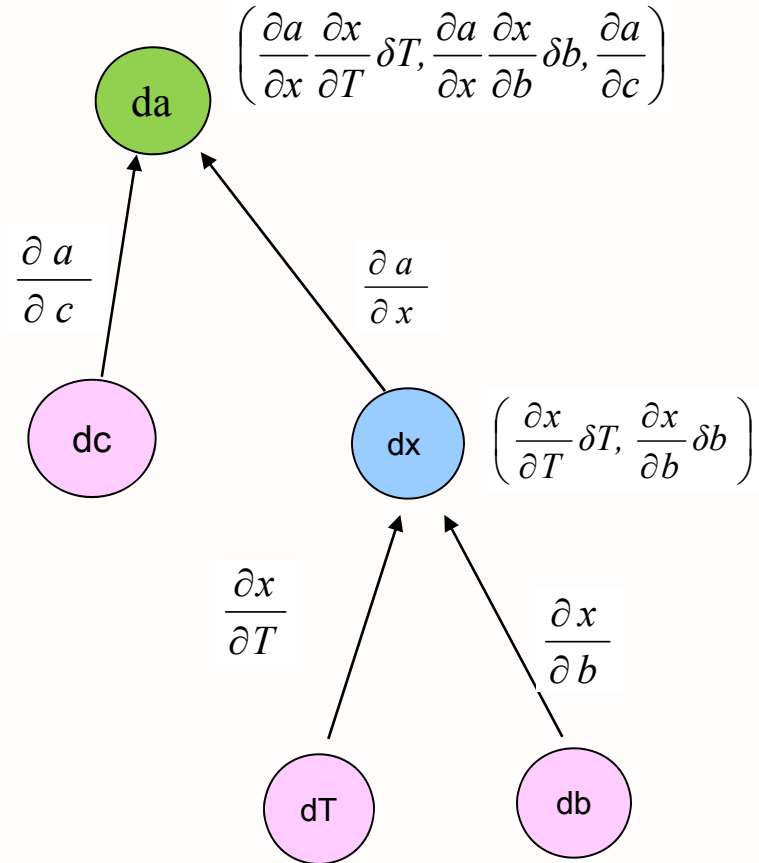 (∂a/∂x ∂x/∂T δT, ∂a/∂x ∂x/∂b δb, ∂a/∂c)
da
∂a/∂c
∂a/∂x
dc
dx
(∂x/∂T δT, ∂x/∂b δb)
∂x/∂T
∂x/∂b
dT
db